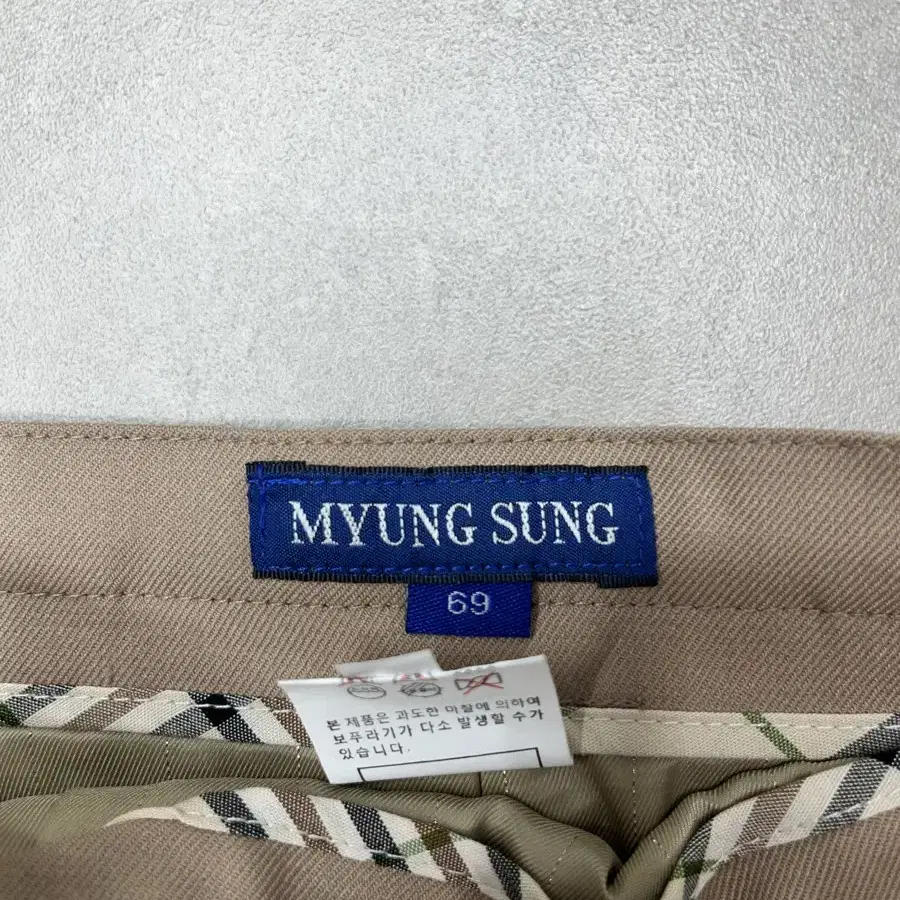 MYUNG SUNG
69
본 제품은 과도한 마찰에 의하여
보푸라기가 다소 발생할 수가
있습니다.